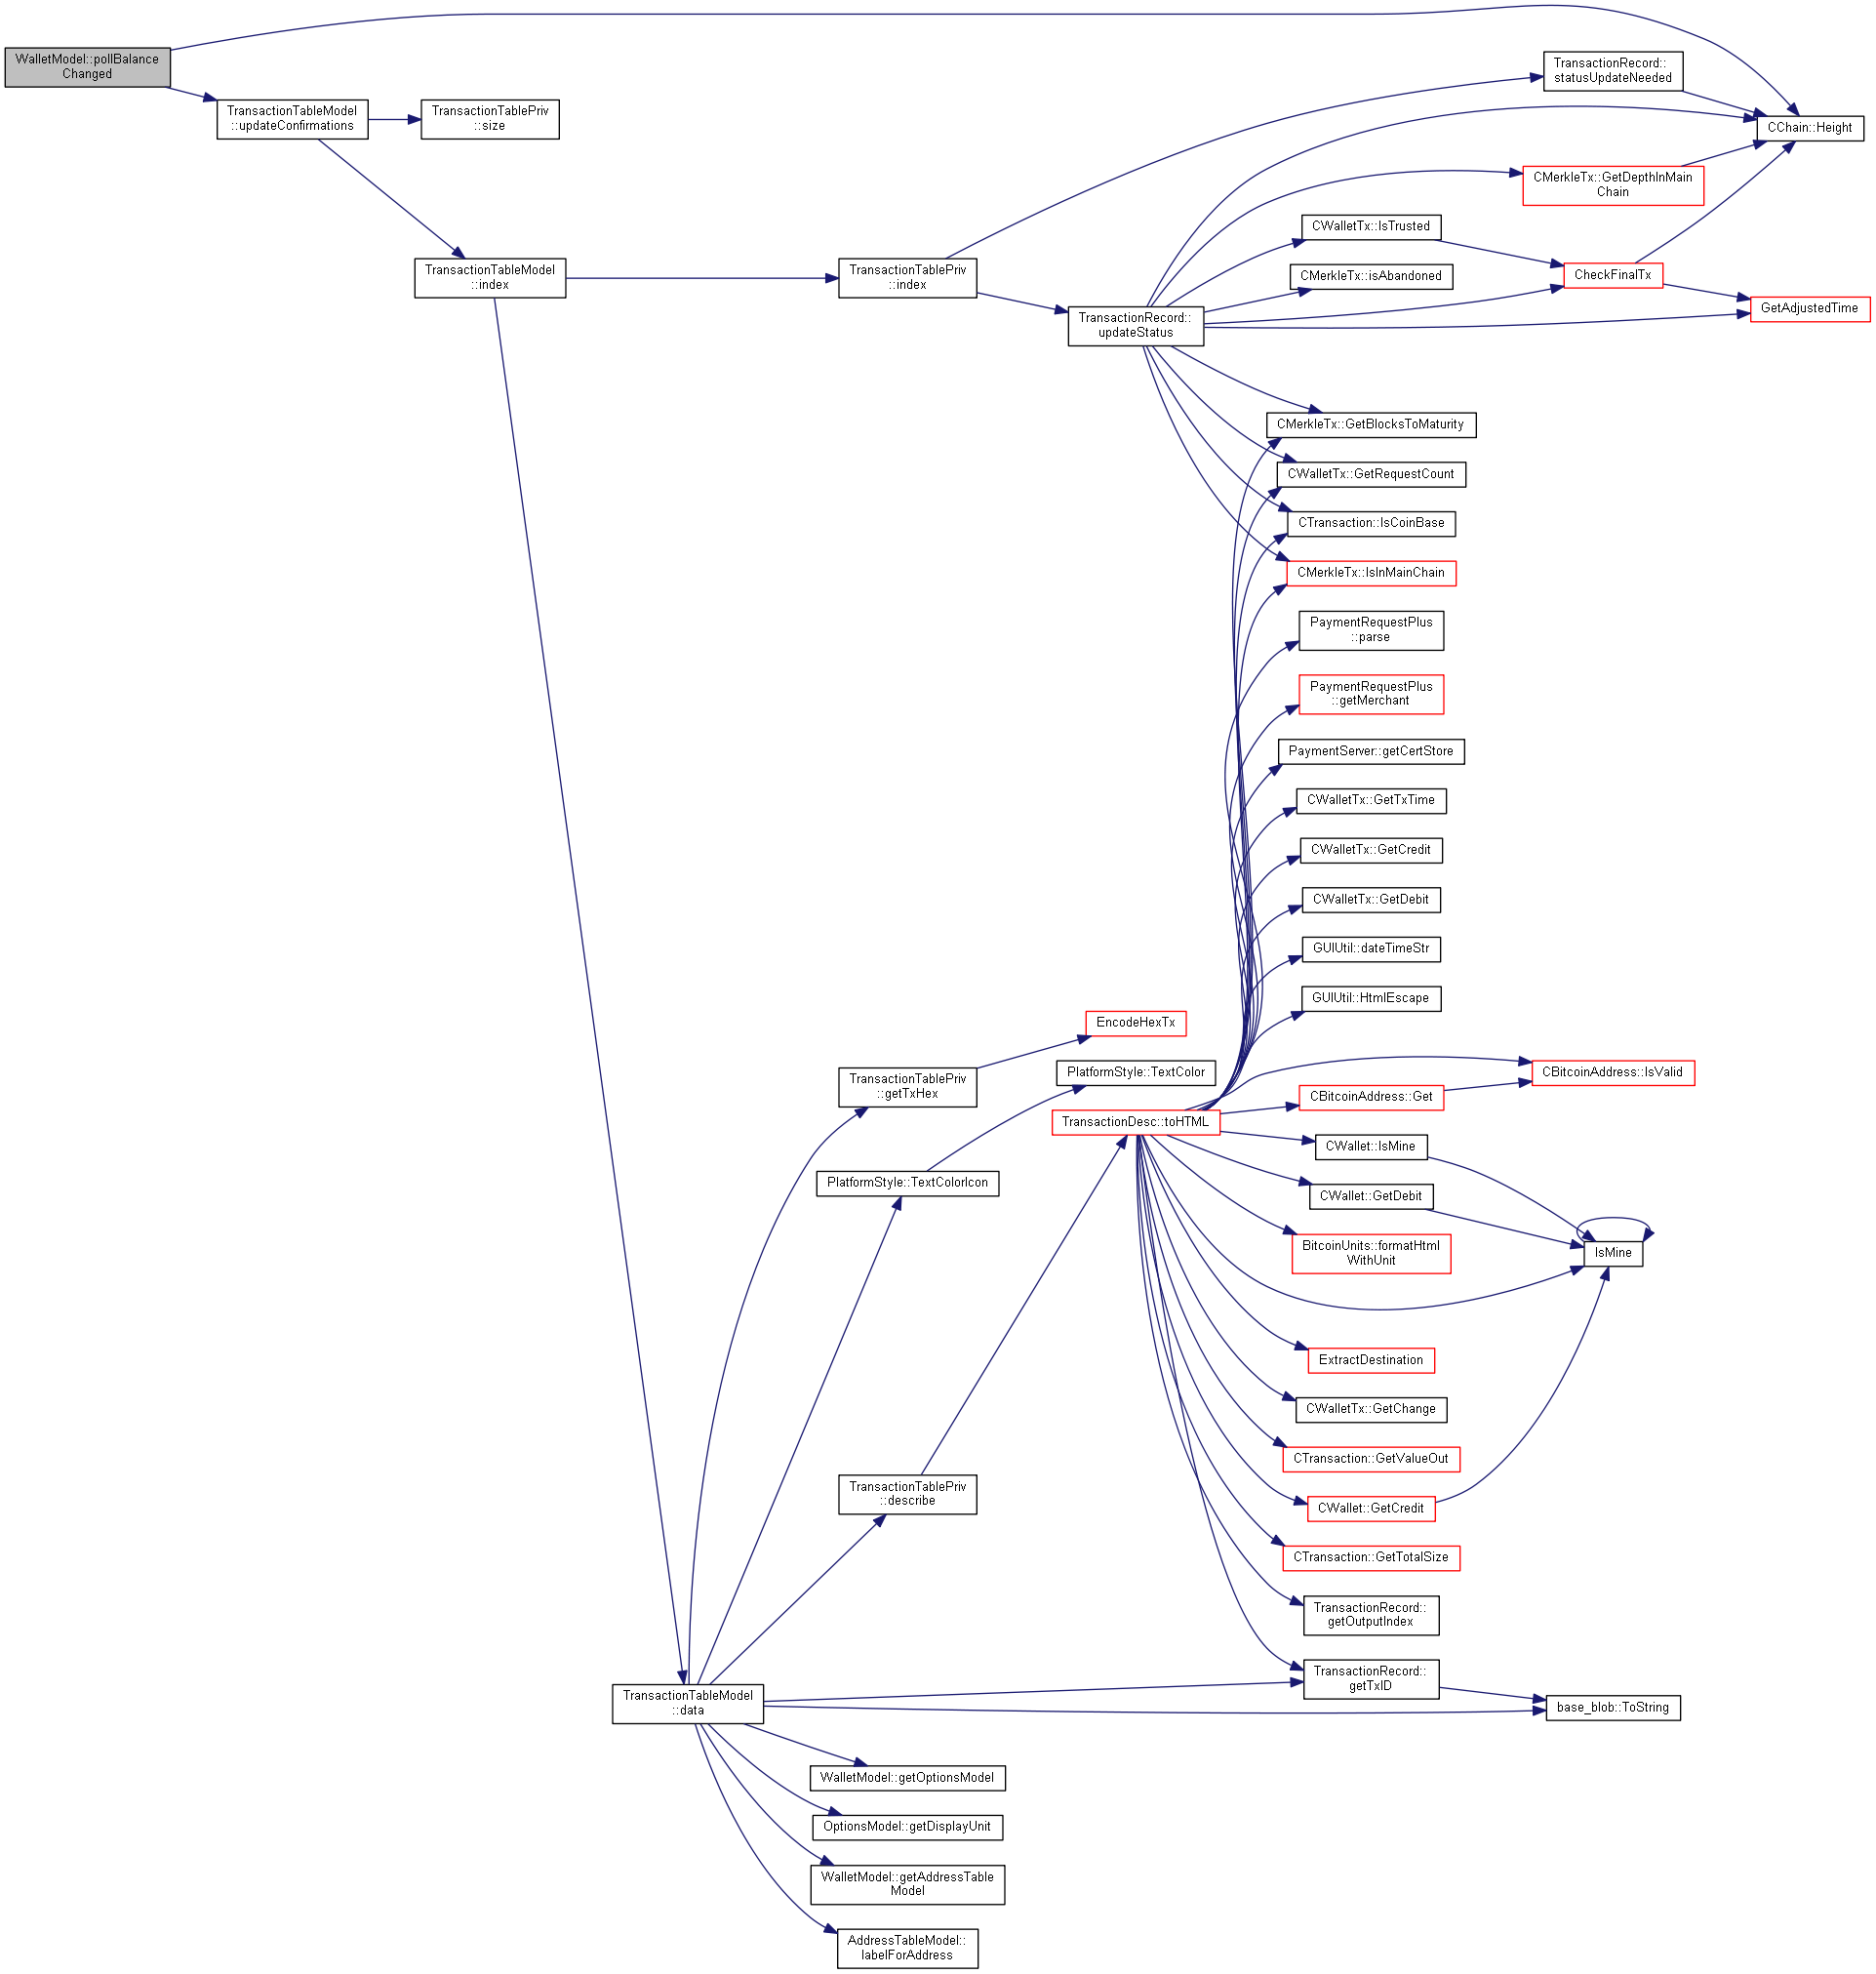 WalletModel::pollBalance
Changed
TransactionTableModel
::updateConfirmations
TransactionTablePriv
::size
TransactionTableModel
::index
TransactionTablePriv
::index
TransactionRecord::
statusUpdateNeeded
CChain::Height
CMerkleTx::GetDepthInMain
Chain
CWalletTx::IsTrusted
CMerkleTx::isAbandoned
CheckFinalTx
GetAdjustedTime
TransactionRecord::
updateStatus
CMerkleTx::GetBlocksToMaturity
CWalletTx::GetRequestCount
CTransaction::IsCoinBase
CMerkleTx::IsInMainChain
PaymentRequestPlus
::parse
PaymentRequestPlus
::getMerchant
PaymentServer::getCertStore
CWalletTx::GetTxTime
CWalletTx::GetCredit
CWalletTx::GetDebit
GUIUtil::dateTimeStr
GUIUtil::HtmlEscape
EncodeHexTx
PlatformStyle::TextColor
TransactionTablePriv
::getTxHex
TransactionDesc::toHTML
CBitcoinAddress::IsValid
CBitcoinAddress::Get
CWallet::IsMine
PlatformStyle::TextColorIcon
CWallet::GetDebit
BitcoinUnits::formatHtml
WithUnit
IsMine
ExtractDestination
CWalletTx::GetChange
CTransaction::GetValueOut
TransactionTablePriv
::describe
CWallet::GetCredit
CTransaction::GetTotalSize
TransactionRecord::
getOutputIndex
TransactionRecord::
getTxID
TransactionTableModel
::data
base_blob::ToString
WalletModel::getOptionsModel
OptionsModel::getDisplayUnit
WalletModel::getAddressTable
Model
AddressTableModel::
labelForAddress